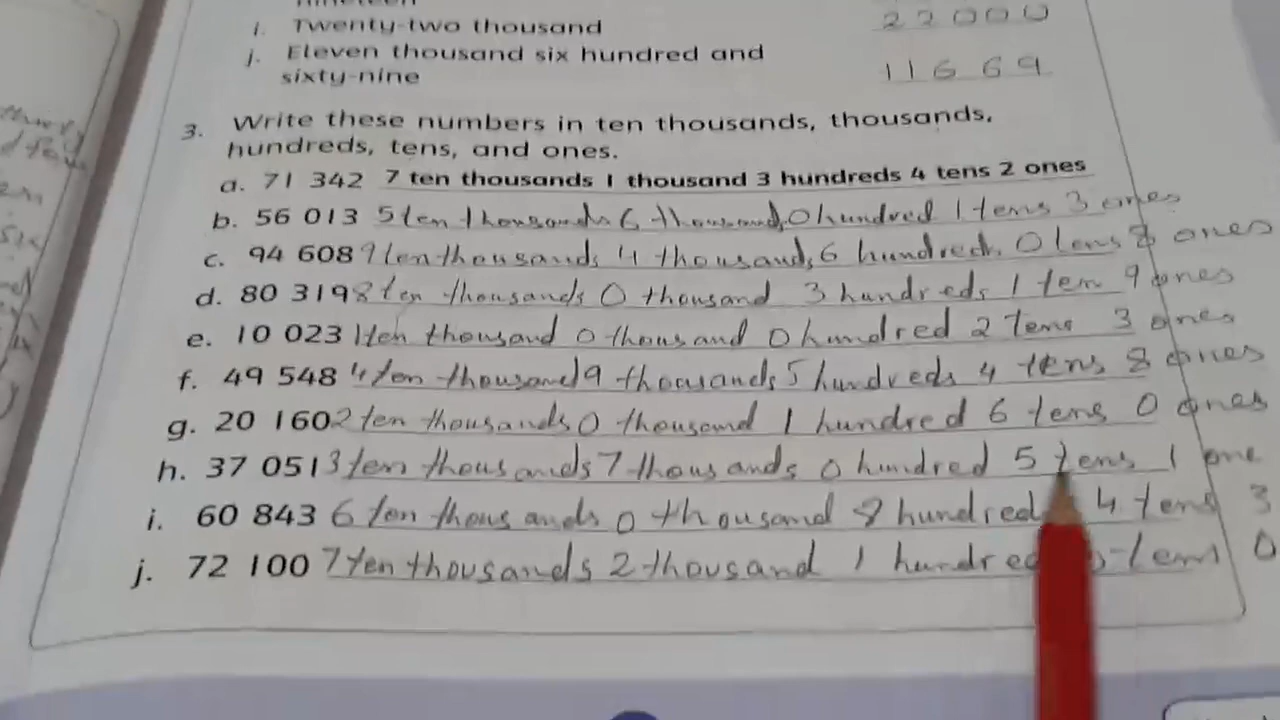 i. Twenty-two thousand 22000
j. Eleven thousand six hundred and
sixty-nine 11669
3. Write these numbers in ten thousands, thousands,
hundreds, tens, and ones.
a. 71 342 7 ten thousands 1 thousand 3 hundreds 4 tens 2 ones
b. 56 013 5 ten thousands 6 thousand 0 hundred 1 tens 3 ones
c. 94 608 9 ten thousands 4 thousands 6 hundreds 0 tens 8 ones
d. 80 319 8 ten thousands 0 thousand 3 hundreds 1 ten 9 ones
e. 10 023 1 ten thousand 0 thousand 0 hundred 2 tens 3 ones
f. 49 548 4 ten thousand 9 thousands 5 hundreds 4 tens 8 ones
g. 20 160 2 ten thousands 0 thousand 1 hundred 6 tens 0 ones
h. 37 051 3 ten thousands 7 thousands 0 hundred 5 tens 1 one
i. 60 843 6 ten thousands 0 thousand 8 hundred 4 tens 3
j. 72 100 7 ten thousands 2 thousand 1 hundred 0